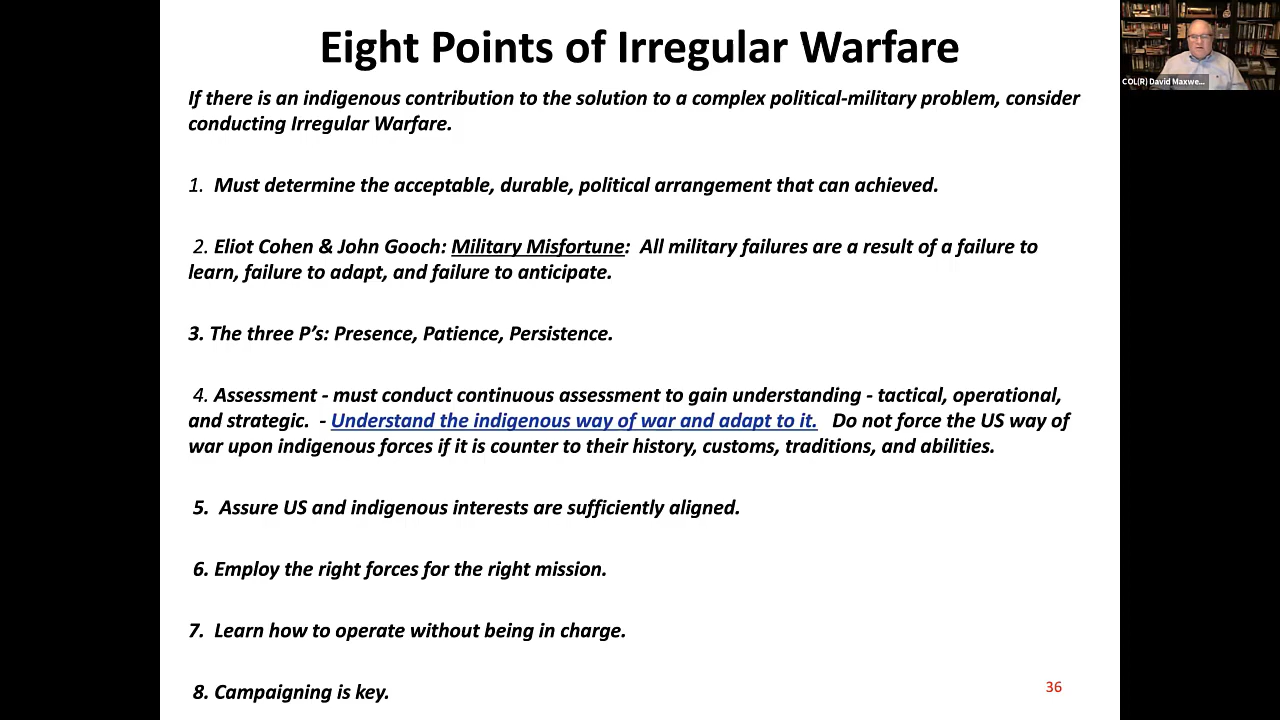 Eight Points of Irregular Warfare
If there is an indigenous contribution to the solution to a complex political-military problem, consider
conducting Irregular Warfare.
1. Must determine the acceptable, durable, political arrangement that can achieved.
2. Eliot Cohen & John Gooch: Military Misfortune: All military failures are a result of a failure to
learn, failure to adapt, and failure to anticipate.
3. The three P’s: Presence, Patience, Persistence.
4. Assessment - must conduct continuous assessment to gain understanding - tactical, operational,
and strategic. - Understand the indigenous way of war and adapt to it. Do not force the US way of
war upon indigenous forces if it is counter to their history, customs, traditions, and abilities.
5. Assure US and indigenous interests are sufficiently aligned.
6. Employ the right forces for the right mission.
7. Learn how to operate without being in charge.
8. Campaigning is key.
36
COL(R) David Maxwe...